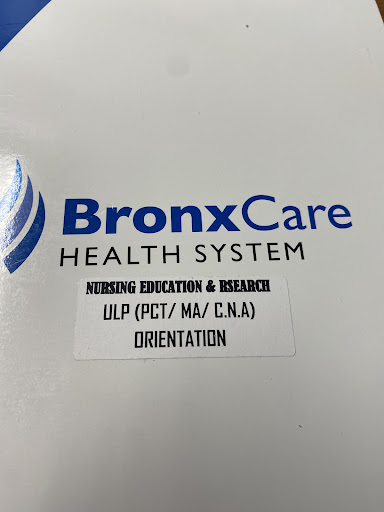 BronxCare
HEALTH SYSTEM
NURSING EDUCATION & RSEARCH
ULP (PCT/ MA/ C.N.A)
ORIENTATION